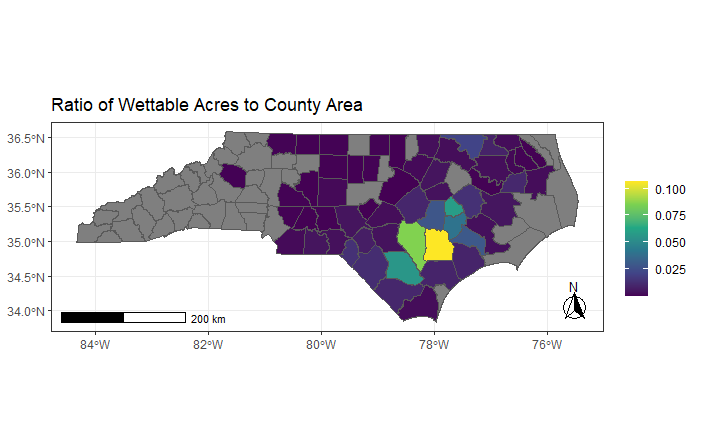 Ratio of Wettable Acres to County Area
36.5°N
36.0°N
35.5°N
35.0°N
34.5°N
34.0°N
84°W
82°W
80°W
78°W
76°W
200 km
N
0.100
0.075
0.050
0.025